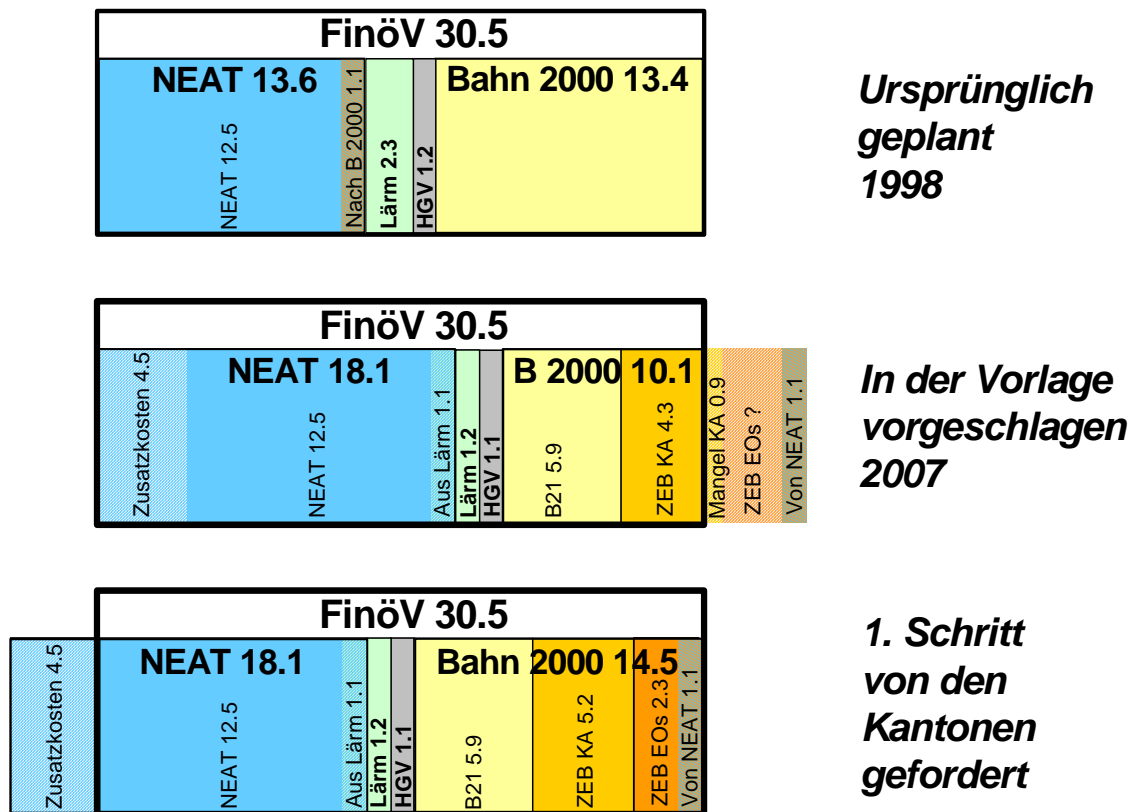 FinöV 30.5
NEAT 13.6
Bahn 2000 13.4
NEAT 12.5
Nach B 2000 1.1
Lärm 2.3
HGV 1.2
Ursprünglich
geplant
1998
FinöV 30.5
NEAT 18.1
B 2000 10.1
Zusatzkosten 4.5
NEAT 12.5
Aus Lärm 1.1
Lärm 1.2
HGV 1.1
B21 5.9
ZEB KA 4.3
Mangel KA 0.9
ZEB EOs ?
Von NEAT 1.1
In der Vorlage
vorgeschlagen
2007
FinöV 30.5
NEAT 18.1
Bahn 2000 14.5
Zusatzkosten 4.5
NEAT 12.5
Aus Lärm 1.1
Lärm 1.2
HGV 1.1
B21 5.9
ZEB KA 5.2
ZEB EOs 2.3
Von NEAT 1.1
1. Schritt
von den
Kantonen
gefordert